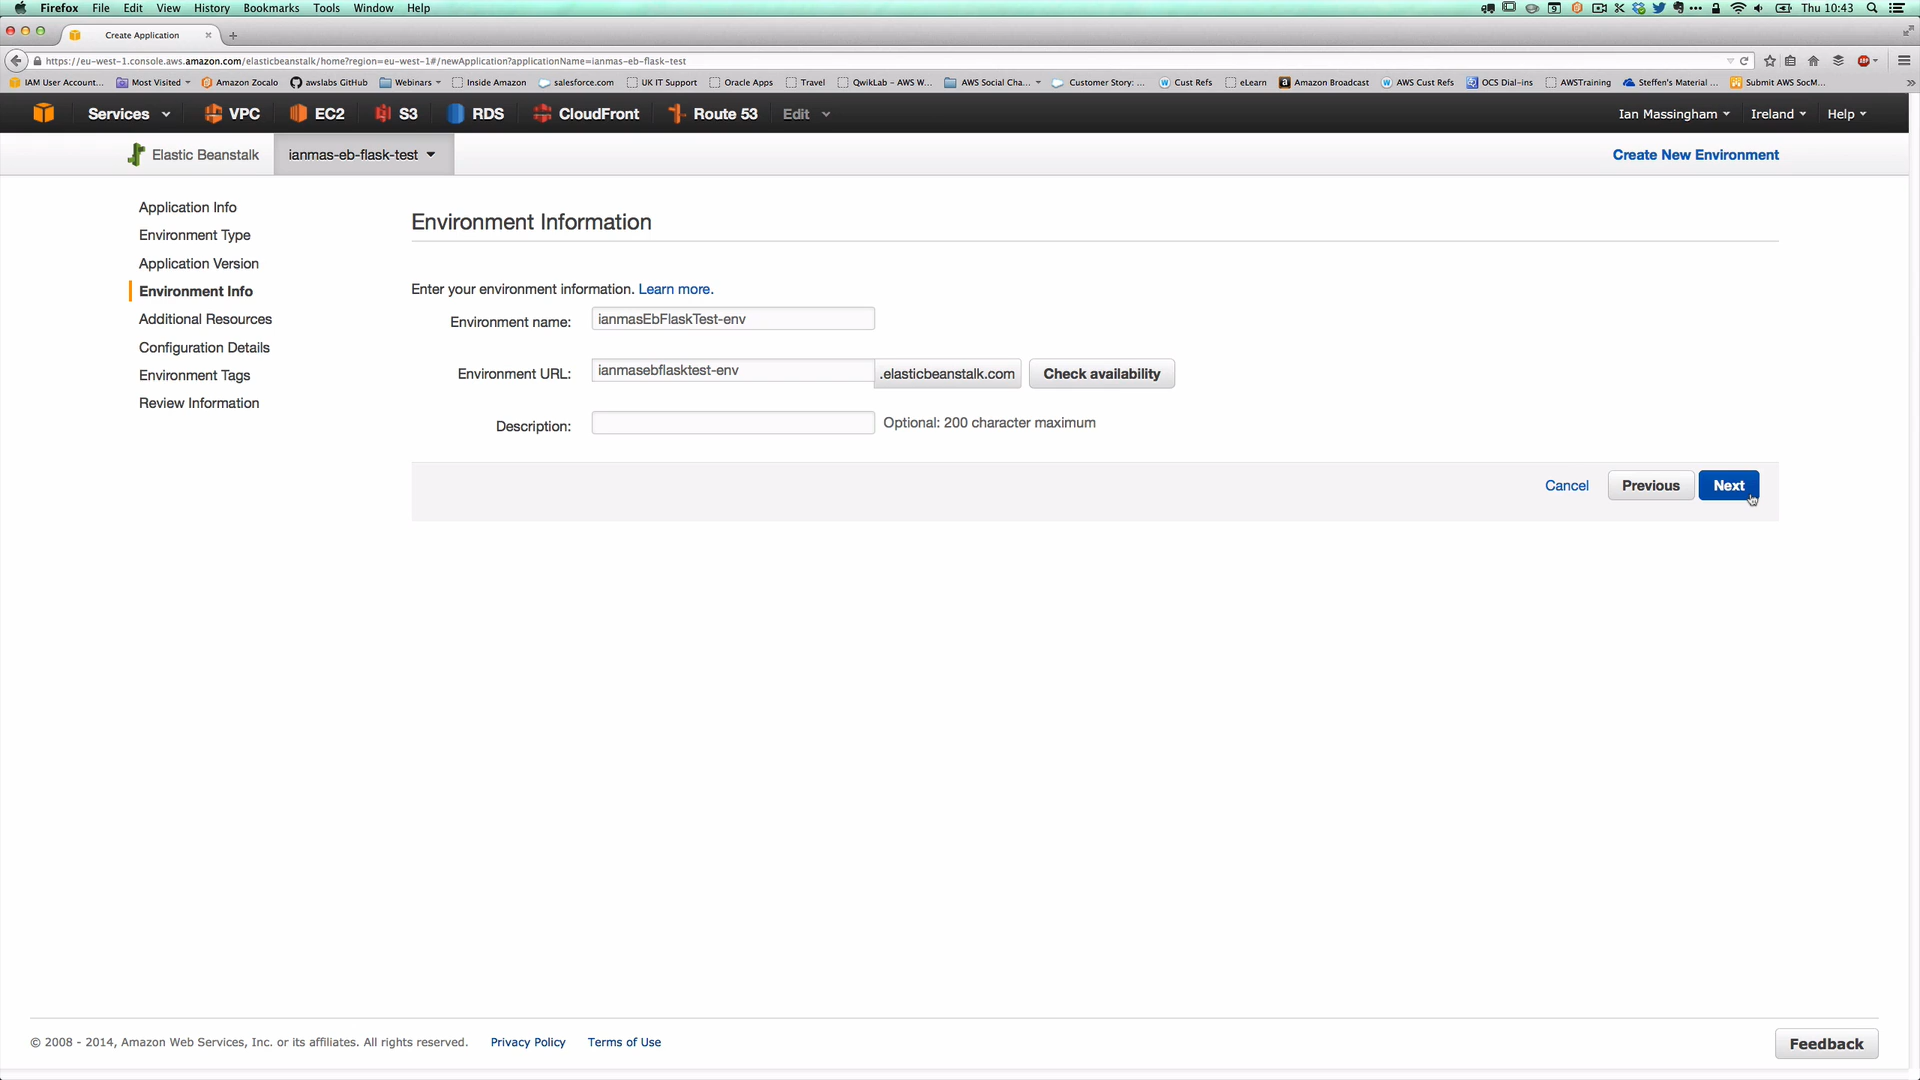 Firefox File Edit View History Bookmarks Tools Window Help Thu 10:43
Create Application
https://eu-west-1.console.aws.amazon.com/elasticbeanstalk/home?region=eu-west-1#/newApplication?applicationName=ianmas-eb-flask-test
IAM User Account... Most Visited Amazon Zocalo awslabs GitHub Webinars Inside Amazon salesforce.com UK IT Support Oracle Apps Travel QwikLab – AWS W... AWS Social Cha... Customer Story: ... Cust Refs eLearn Amazon Broadcast AWS Cust Refs OCS Dial-ins AWSTraining Steffen's Material ... Submit AWS SocM...
Services VPC EC2 S3 RDS CloudFront Route 53 Edit Ian Massingham Ireland Help
Elastic Beanstalk ianmas-eb-flask-test Create New Environment
Application Info
Environment Type
Application Version
Environment Info
Additional Resources
Configuration Details
Environment Tags
Review Information
Environment Information
Enter your environment information. Learn more.
Environment name: ianmasEbFlaskTest-env
Environment URL: ianmasebflasktest-env .elasticbeanstalk.com Check availability
Description: Optional: 200 character maximum
Cancel Previous Next
© 2008 - 2014, Amazon Web Services, Inc. or its affiliates. All rights reserved. Privacy Policy Terms of Use Feedback